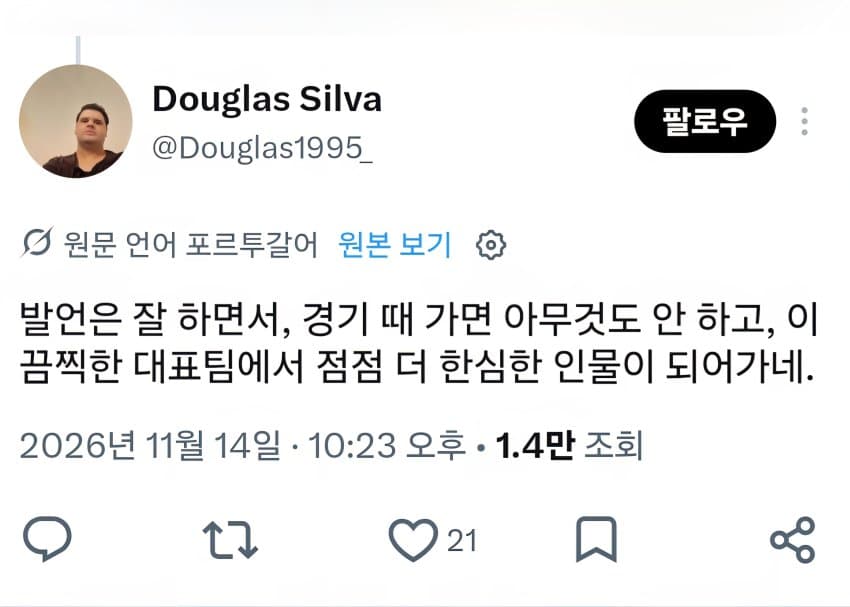 Douglas Silva
@Douglas1995_
팔로우
원문 언어 포르투갈어 원본 보기
발언은 잘 하면서, 경기 때 가면 아무것도 안 하고, 이
끔찍한 대표팀에서 점점 더 한심한 인물이 되어가네.
2026년 11월 14일 · 10:23 오후 • 1.4만 조회
21